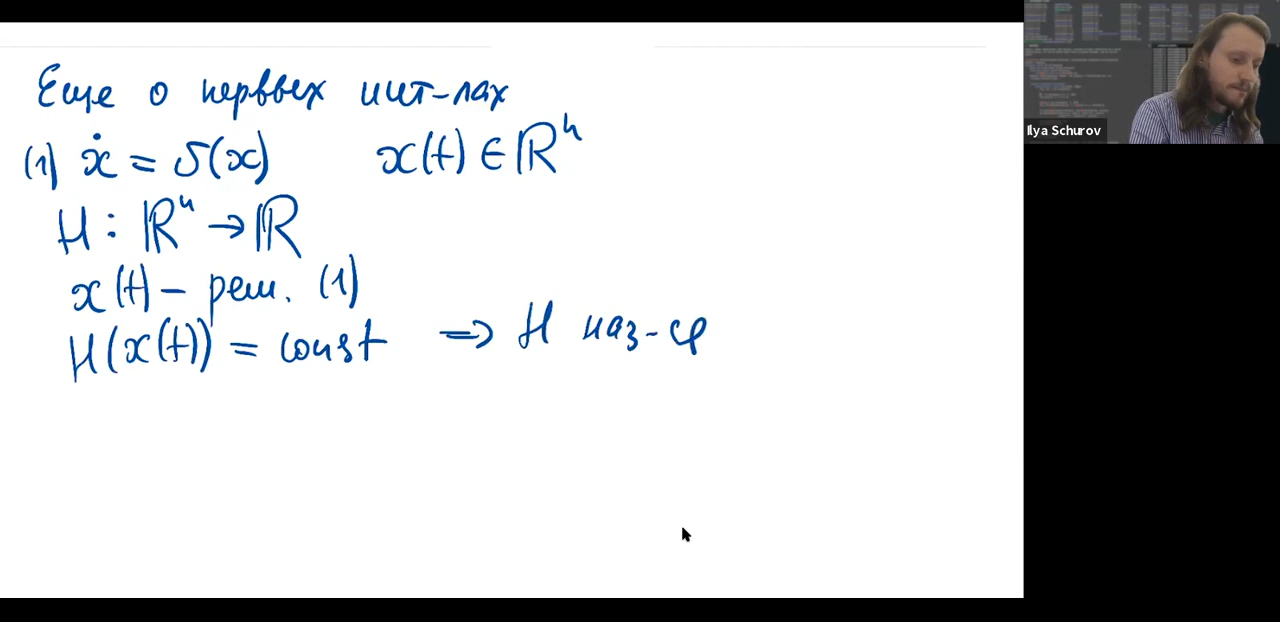 Еще о первых инт-лах
(1) ẋ = v(x) x(t) ∈ ℝⁿ
H : ℝⁿ → ℝ
x(t) – реш. (1)
H(x(t)) = const ⇒ H наз-ся
Ilya Schurov